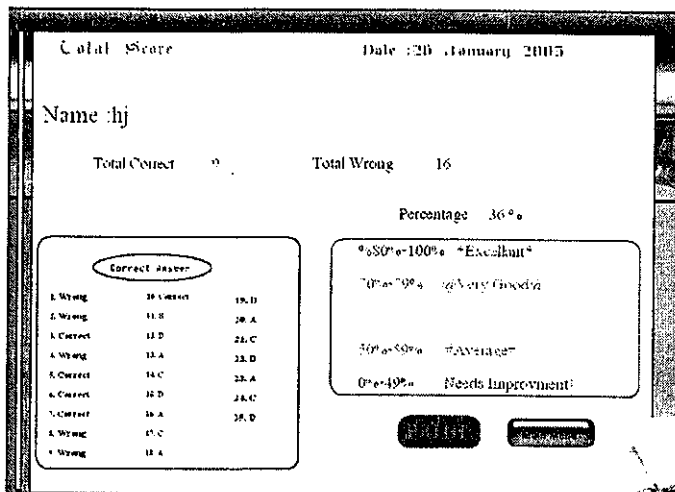 Total Score
Date :20 January 2005
Name :hj
Total Correct 9
Total Wrong 16
Percentage 36%
Correct Answer
1. Wrong
2. Wrong
3. Correct
4. Wrong
5. Correct
6. Correct
7. Correct
8. Wrong
9. Wrong
10. Correct
11. B
12. D
13. A
14. C
15. D
16. A
17. C
18. A
19. D
20. A
21. C
22. D
23. A
24. C
25. D
%80%-100% *Excellent*
70%-79% @Very Good@
50%-59% #Average#
0%-49% Needs Improvment!